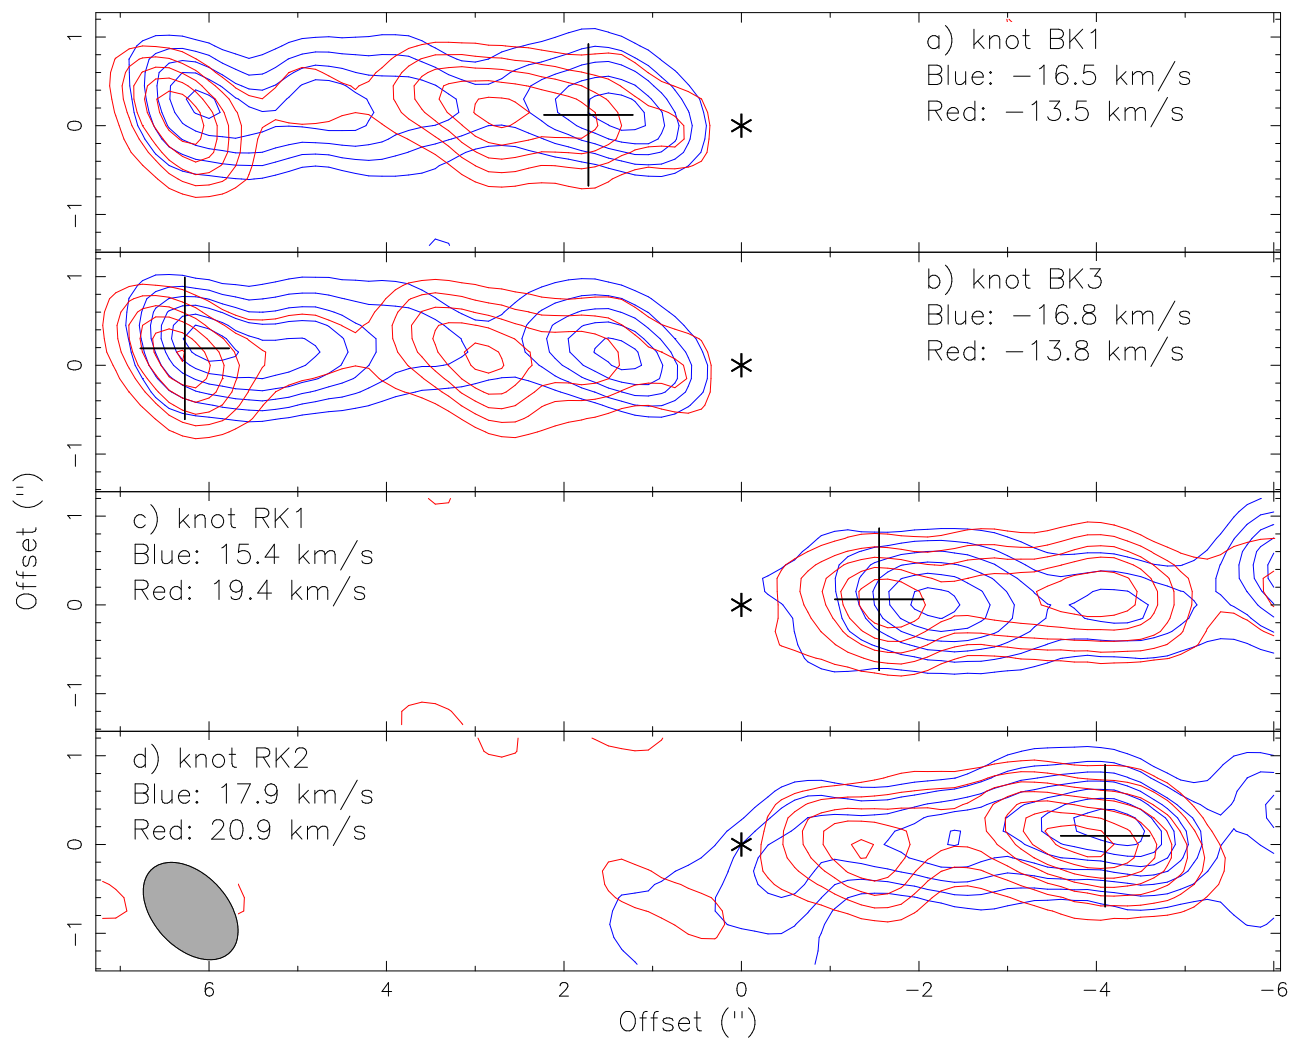 1
0
−1
a) knot BK1
Blue: −16.5 km/s
Red: −13.5 km/s
1
0
−1
b) knot BK3
Blue: −16.8 km/s
Red: −13.8 km/s
Offset ('')
1
0
−1
c) knot RK1
Blue: 15.4 km/s
Red: 19.4 km/s
1
0
−1
d) knot RK2
Blue: 17.9 km/s
Red: 20.9 km/s
6 4 2 0 −2 −4 −6
Offset ('')